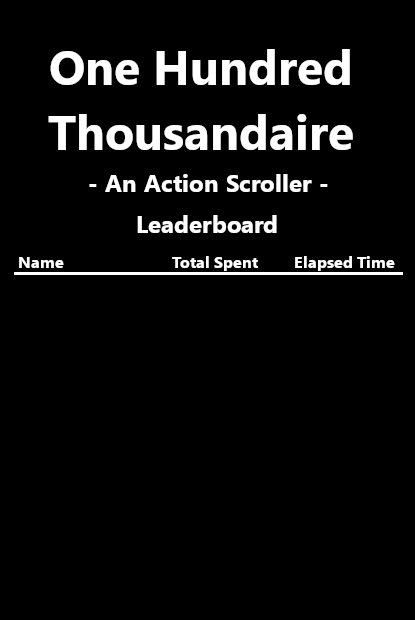 One Hundred
Thousandaire
- An Action Scroller -
Leaderboard
Name Total Spent Elapsed Time